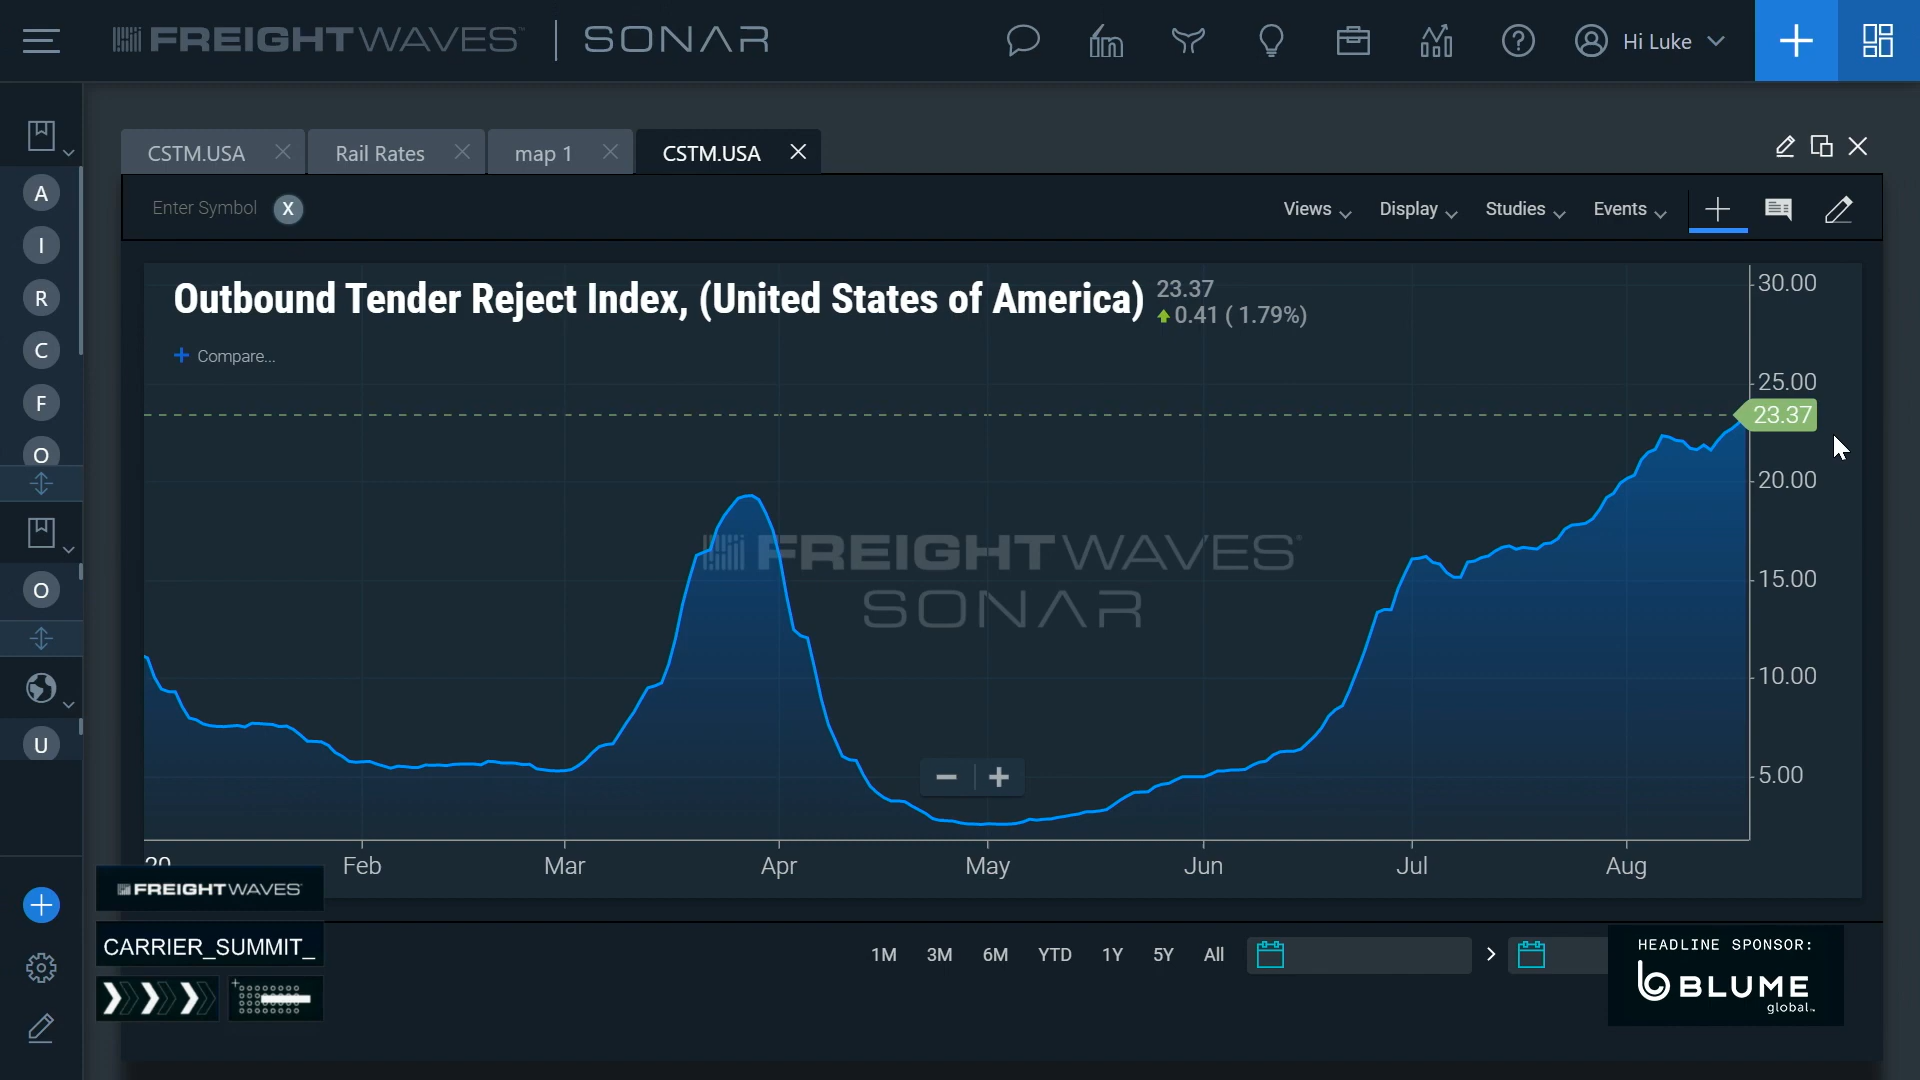 FREIGHTWAVES™ | SONAR
Hi Luke
CSTM.USA
Rail Rates
map 1
CSTM.USA
Enter Symbol X
Views
Display
Studies
Events
A
I
R
C
F
O
O
U
Outbound Tender Reject Index, (United States of America)
23.37
0.41 ( 1.79%)
+ Compare...
30.00
25.00
23.37
20.00
15.00
10.00
5.00
FREIGHTWAVES
SONAR
Feb
Mar
Apr
May
Jun
Jul
Aug
FREIGHTWAVES
CARRIER_SUMMIT_
1M 3M 6M YTD 1Y 5Y All
HEADLINE SPONSOR:
BLUME
global™